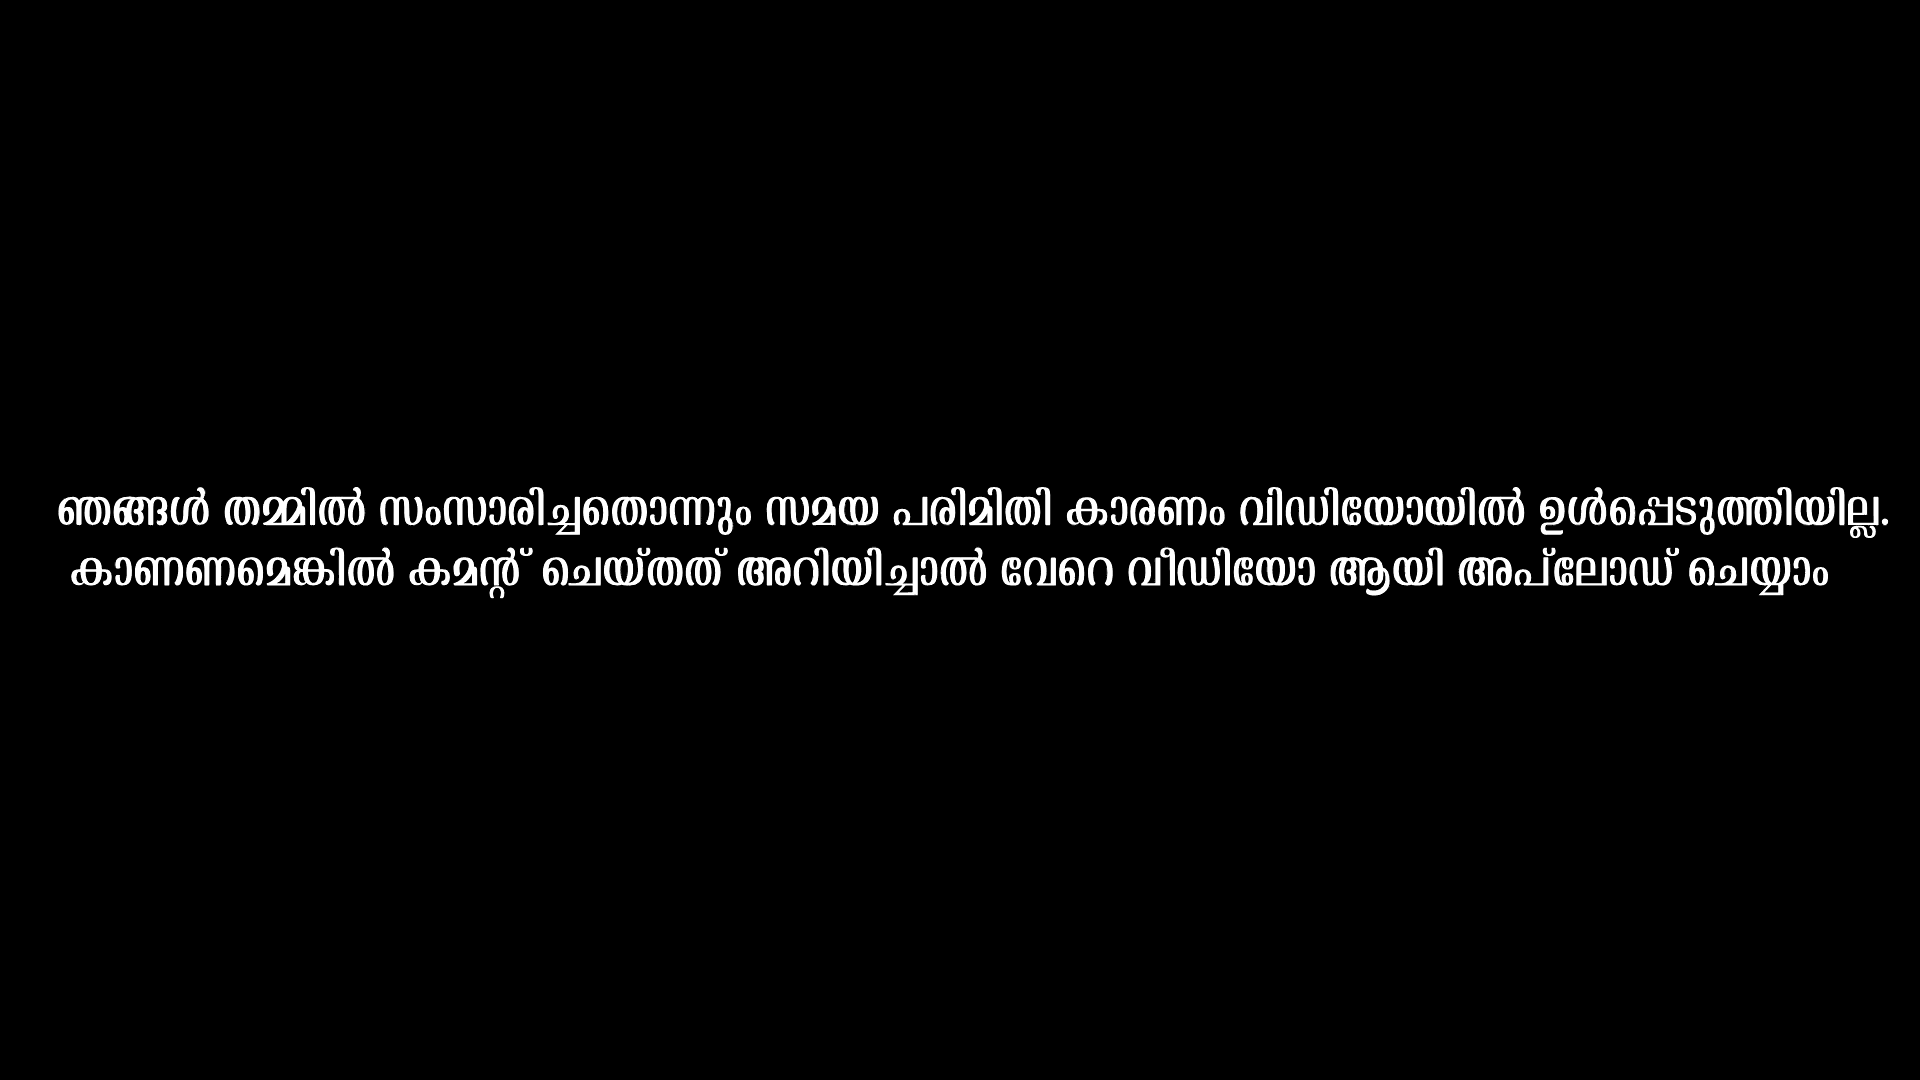 ഞങ്ങൾ തമ്മിൽ സംസാരിച്ചതൊന്നും സമയ പരിമിതി കാരണം വിഡിയോയിൽ ഉൾപ്പെടുത്തിയില്ല.
കാണണമെങ്കിൽ കമന്റ് ചെയ്തത് അറിയിച്ചാൽ വേറെ വീഡിയോ ആയി അപ്‌ലോഡ് ചെയ്യാം